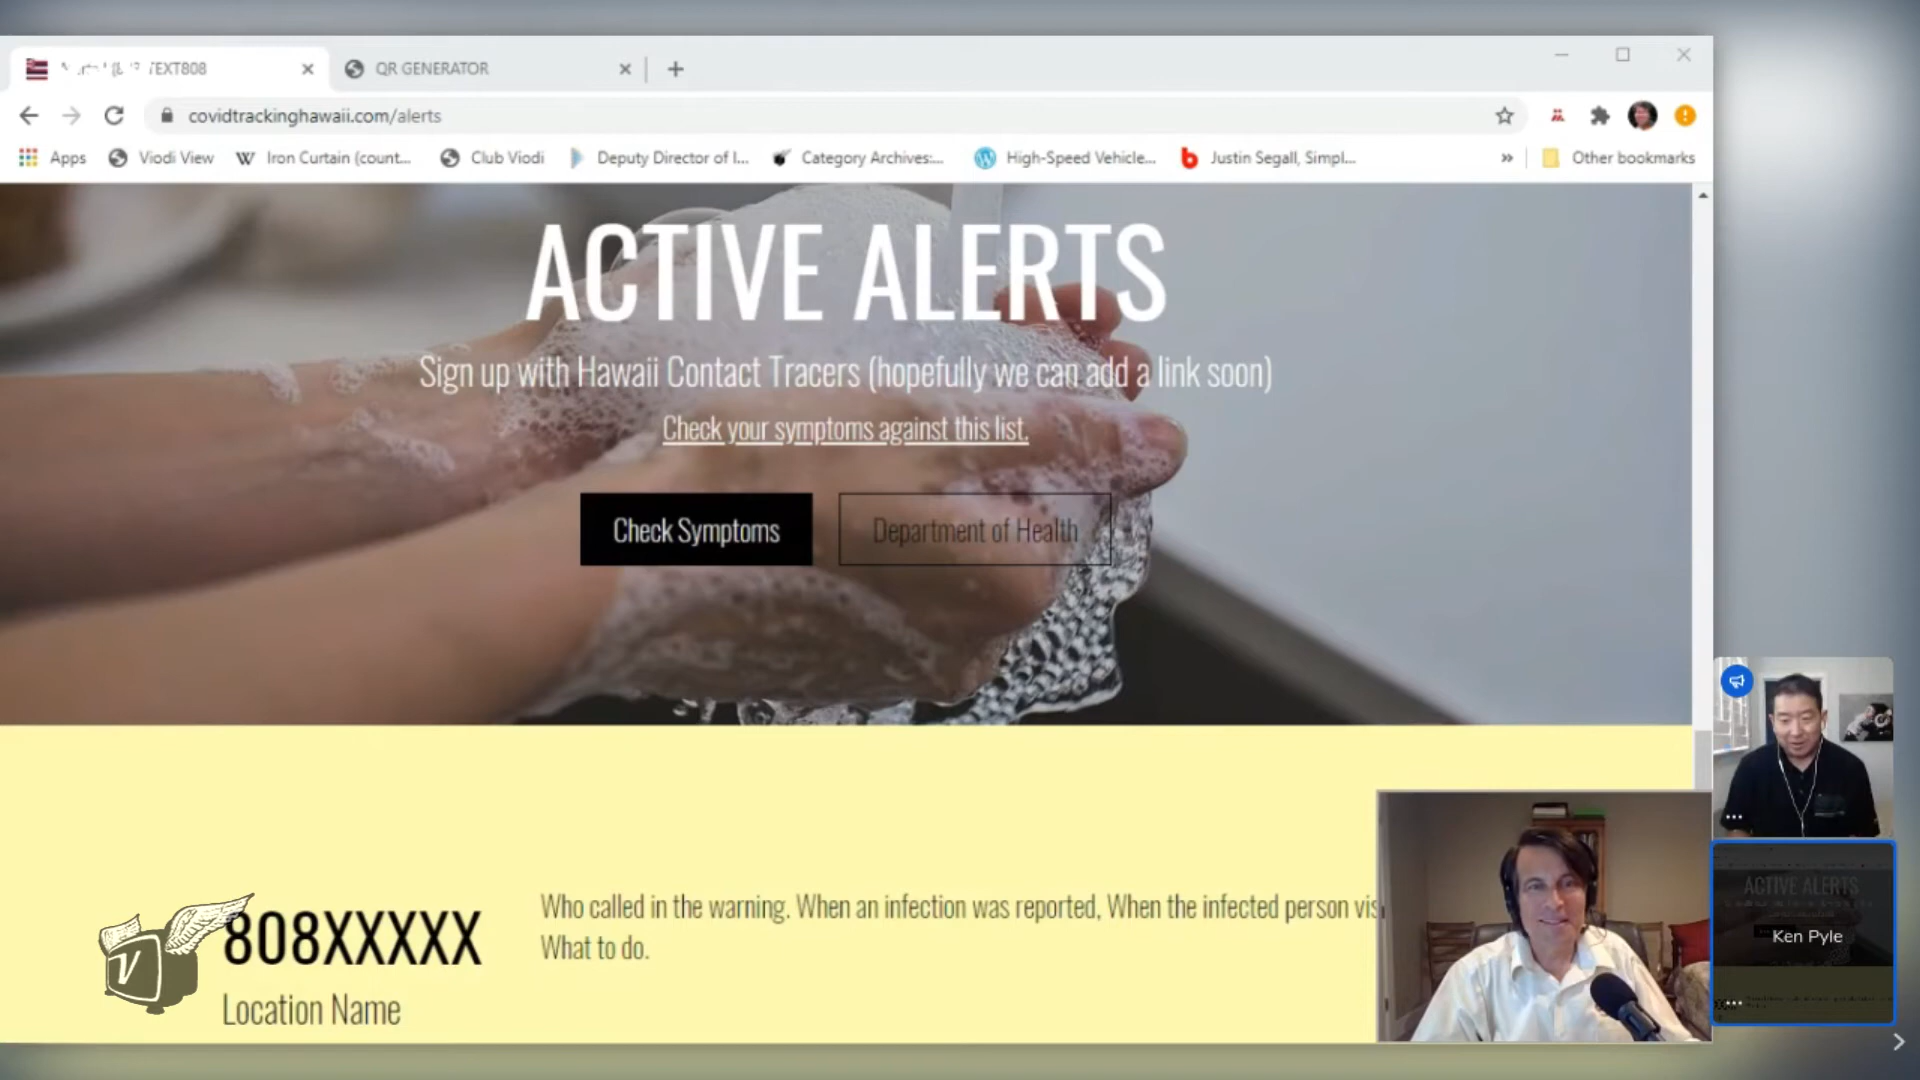 TEXT808
QR GENERATOR
covidtrackinghawaii.com/alerts
Apps
Viodi View
Iron Curtain (count...
Club Viodi
Deputy Director of I...
Category Archives:...
High-Speed Vehicle...
Justin Segall, Simpl...
»
Other bookmarks
ACTIVE ALERTS
Sign up with Hawaii Contact Tracers (hopefully we can add a link soon)
Check your symptoms against this list.
Check Symptoms
Department of Health
808XXXXX
Who called in the warning. When an infection was reported, When the infected person vis
What to do.
Location Name
V
ACTIVE ALERTS
Ken Pyle